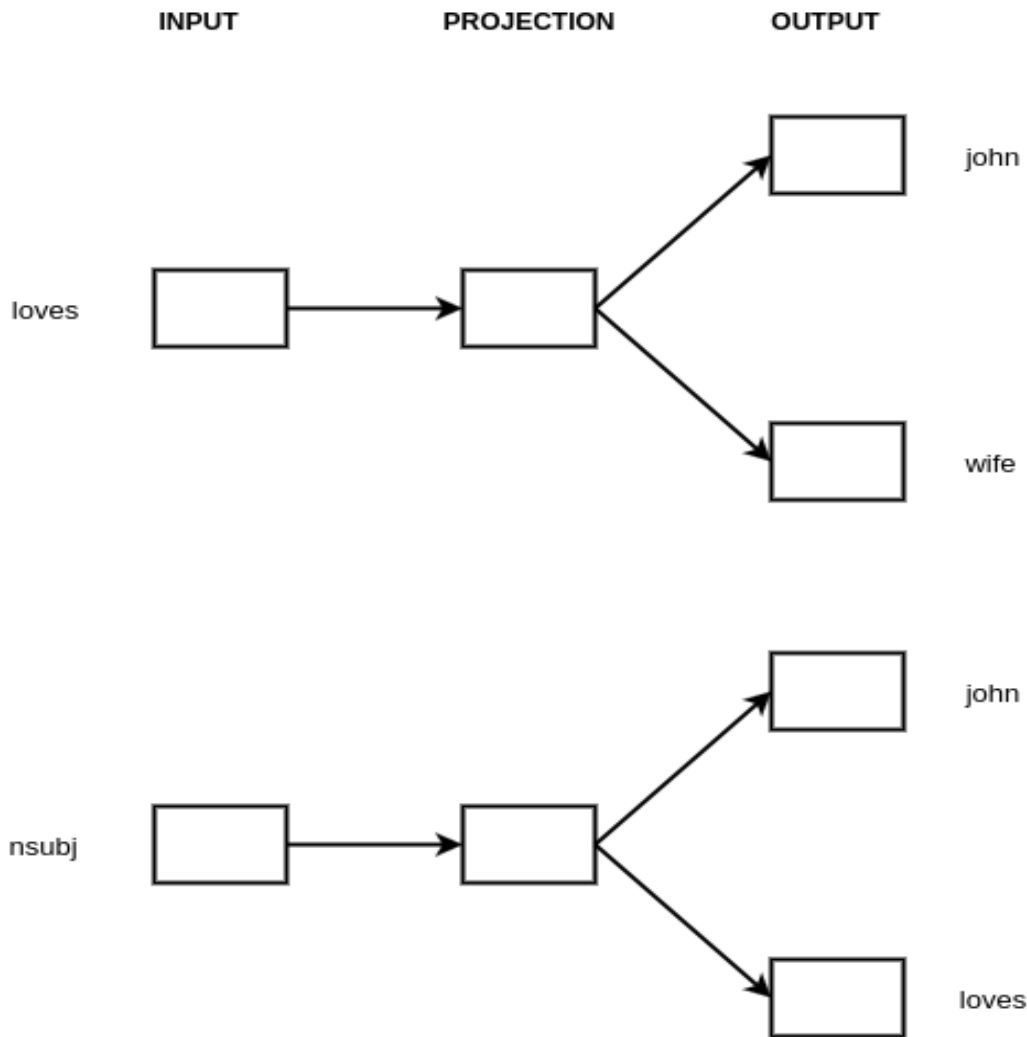 INPUT PROJECTION OUTPUT
john
loves
wife
john
nsubj
loves